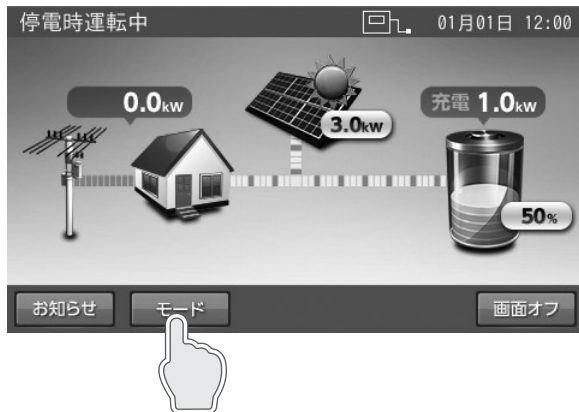 停電時運転中 01月01日 12:00
0.0kw
3.0kw
充電 1.0kw
50%
お知らせ モード 画面オフ